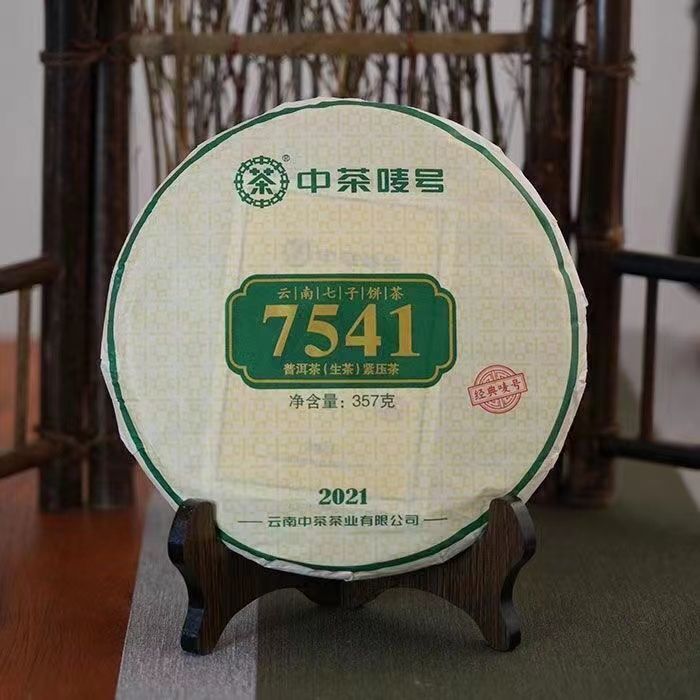 茶® 中茶唛号
云|南|七|子|饼|茶
7541
普洱茶(生茶)紧压茶
经典唛号
净含量: 357克
2021
云南中茶茶业有限公司